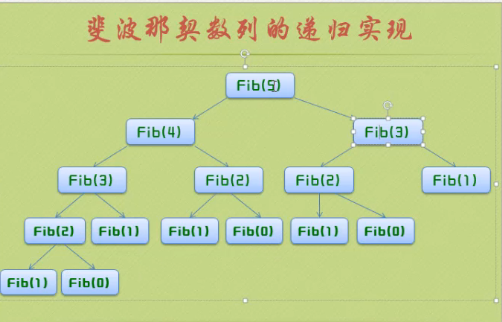 斐波那契数列的递归实现
Fib(5)
Fib(4) Fib(3)
Fib(3) Fib(2) Fib(2) Fib(1)
Fib(2) Fib(1) Fib(1) Fib(0) Fib(1) Fib(0)
Fib(1) Fib(0)